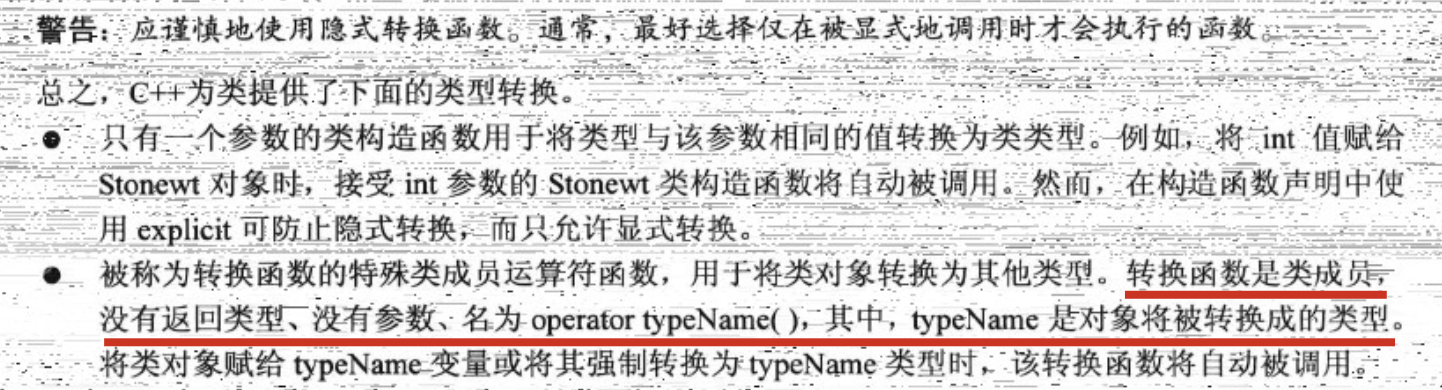 警告：应谨慎地使用隐式转换函数。通常，最好选择仅在被显式地调用时才会执行的函数。
总之，C++为类提供了下面的类型转换。
● 只有一个参数的类构造函数用于将类型与该参数相同的值转换为类类型。例如，将 int 值赋给
Stonewt 对象时，接受 int 参数的 Stonewt 类构造函数将自动被调用。然而，在构造函数声明中使
用 explicit 可防止隐式转换，而只允许显式转换。
● 被称为转换函数的特殊类成员运算符函数，用于将类对象转换为其他类型。转换函数是类成员，
没有返回类型、没有参数、名为 operator typeName( )，其中，typeName 是对象将被转换成的类型。
将类对象赋给 typeName 变量或将其强制转换为 typeName 类型时，该转换函数将自动被调用。